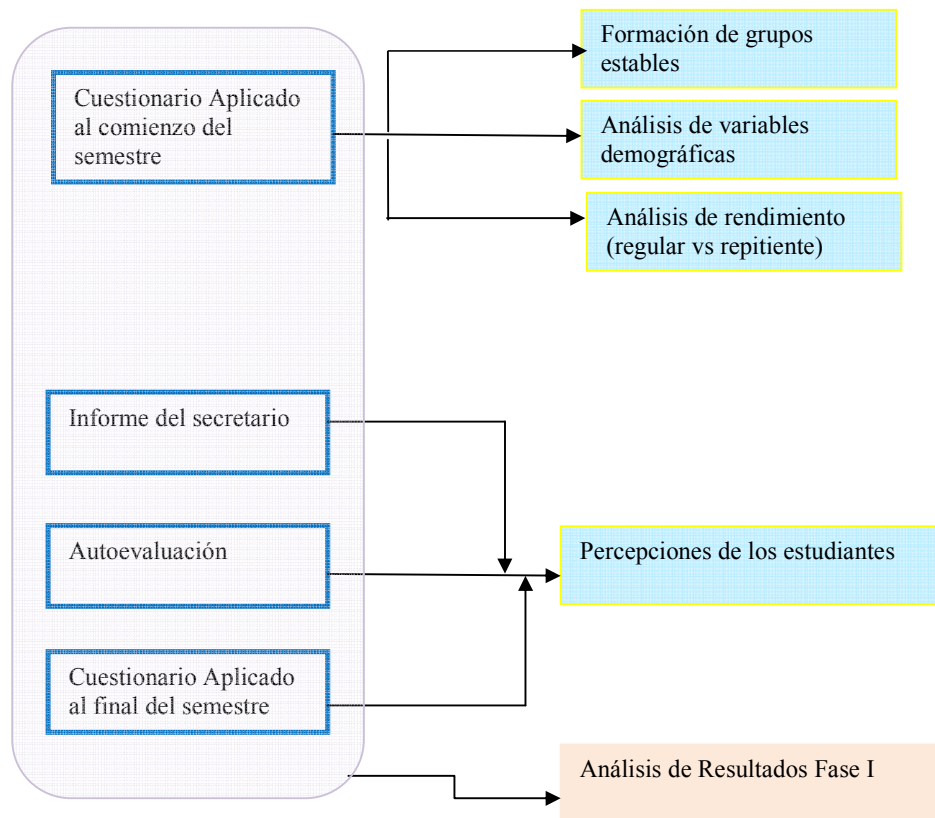 Cuestionario Aplicado
al comienzo del
semestre
Formación de grupos
estables
Análisis de variables
demográficas
Análisis de rendimiento
(regular vs repitiente)
Informe del secretario
Autoevaluación
Cuestionario Aplicado
al final del semestre
Percepciones de los estudiantes
Análisis de Resultados Fase I